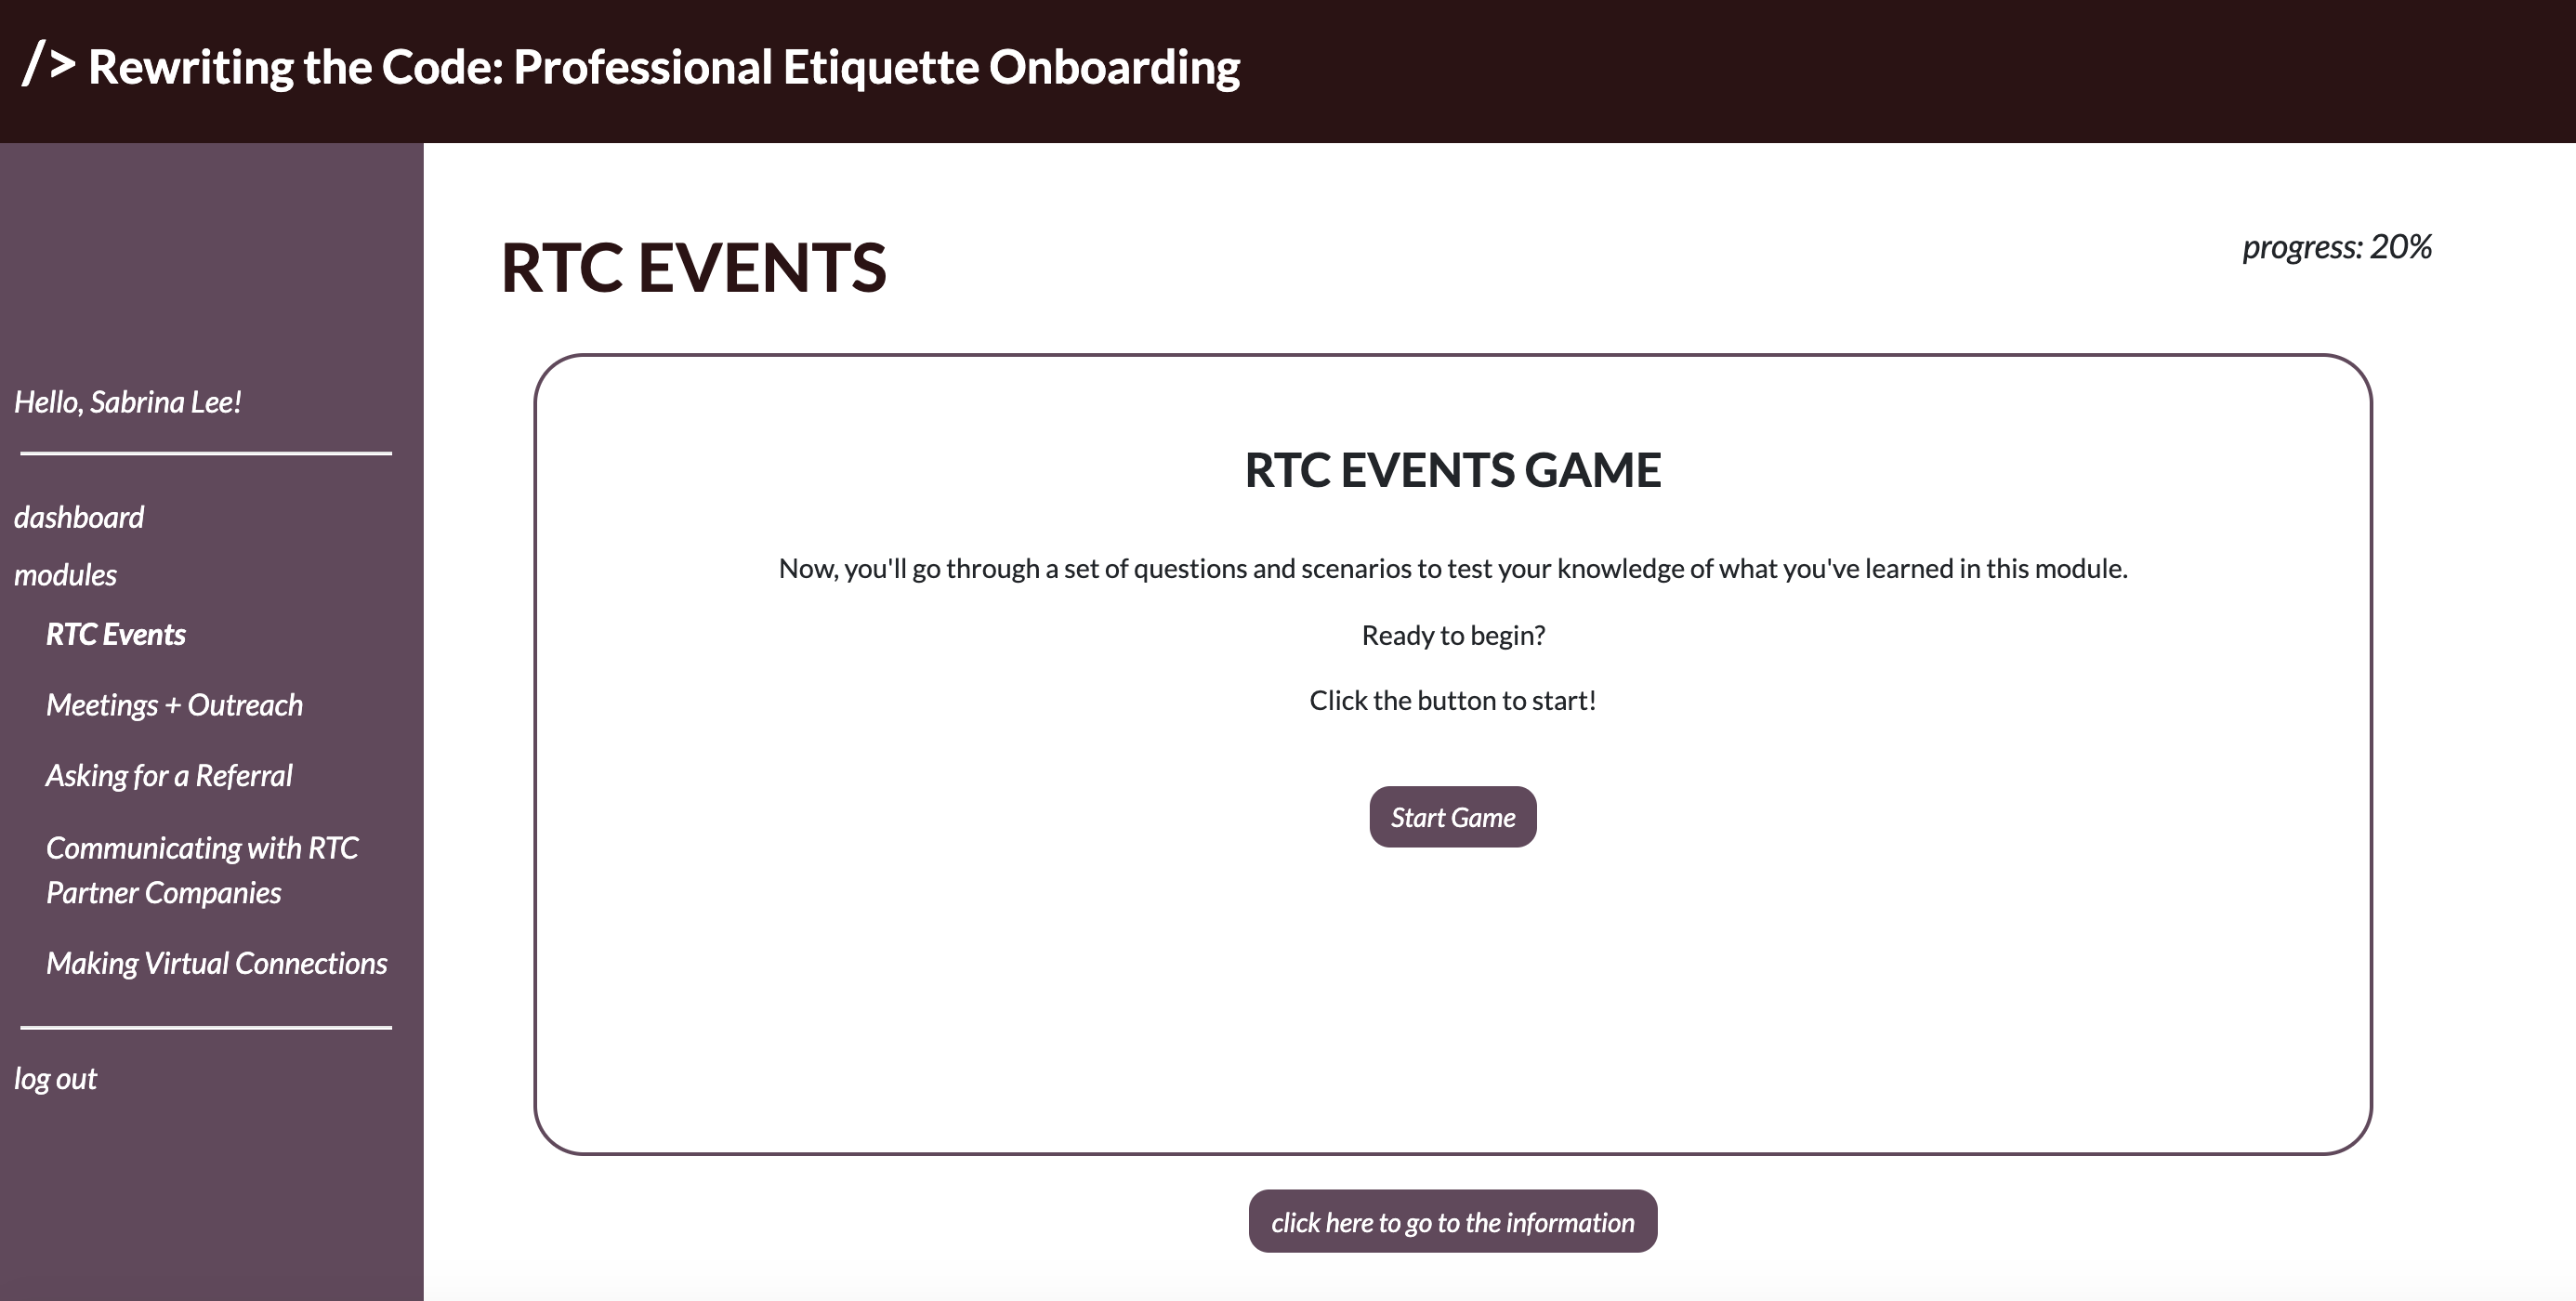 /> Rewriting the Code: Professional Etiquette Onboarding
Hello, Sabrina Lee!
dashboard
modules
RTC Events
Meetings + Outreach
Asking for a Referral
Communicating with RTC
Partner Companies
Making Virtual Connections
log out
RTC EVENTS
progress: 20%
RTC EVENTS GAME
Now, you'll go through a set of questions and scenarios to test your knowledge of what you've learned in this module.
Ready to begin?
Click the button to start!
Start Game
click here to go to the information